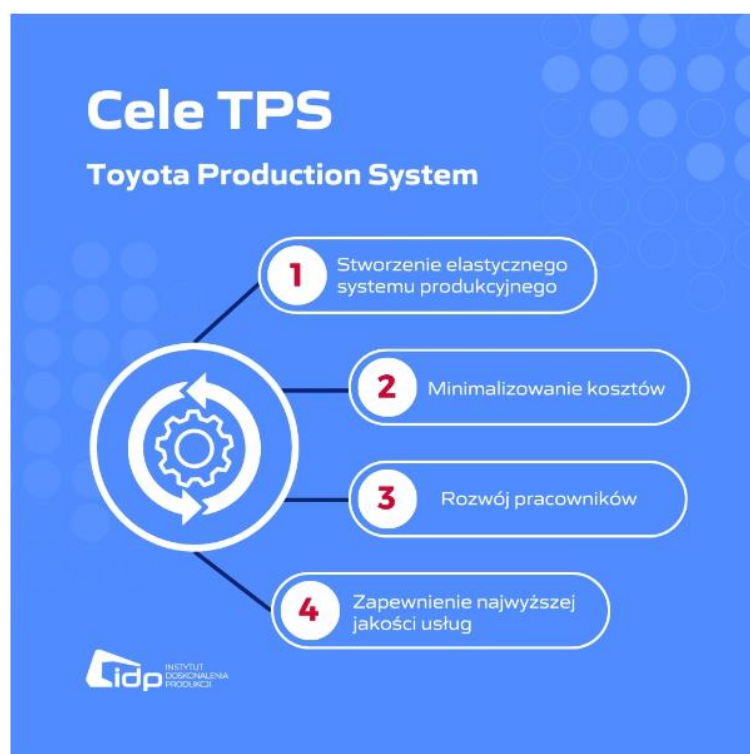 Cele TPS
Toyota Production System
1
Stworzenie elastycznego
systemu produkcyjnego
2
Minimalizowanie kosztów
3
Rozwój pracowników
4
Zapewnienie najwyższej
jakości usług
idp
INSTYTUT
DOSKONALENIA
PRODUKCJI